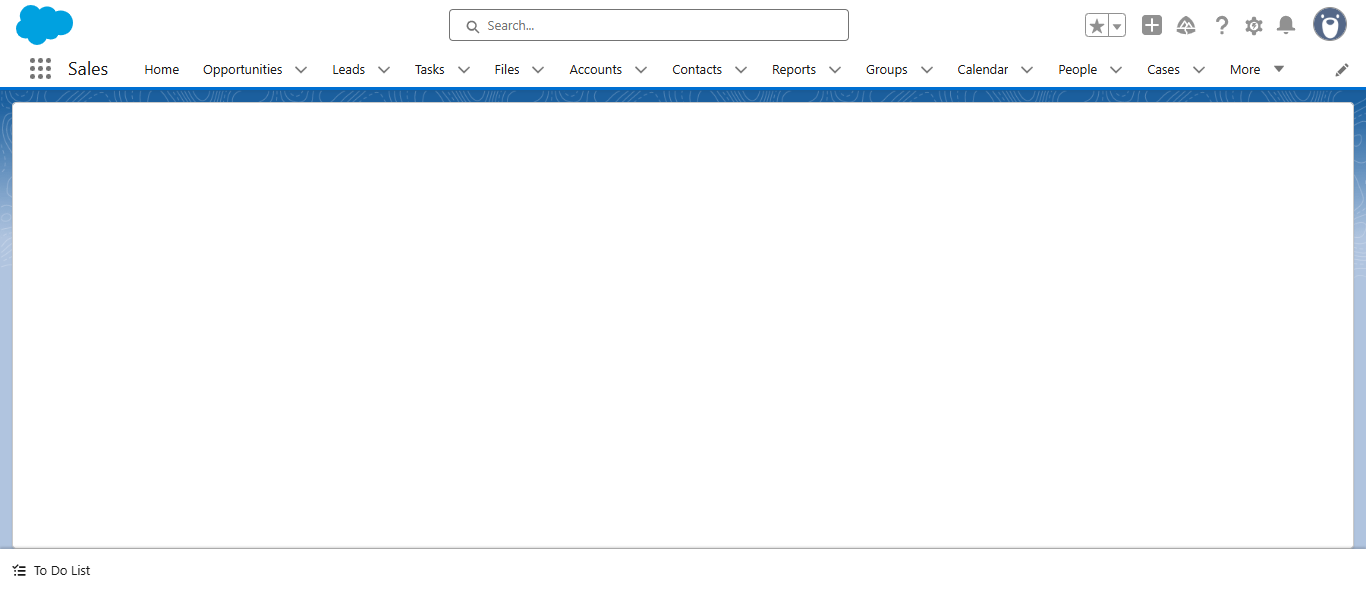 Search...
Sales
Home
Opportunities
Leads
Tasks
Files
Accounts
Contacts
Reports
Groups
Calendar
People
Cases
More
To Do List